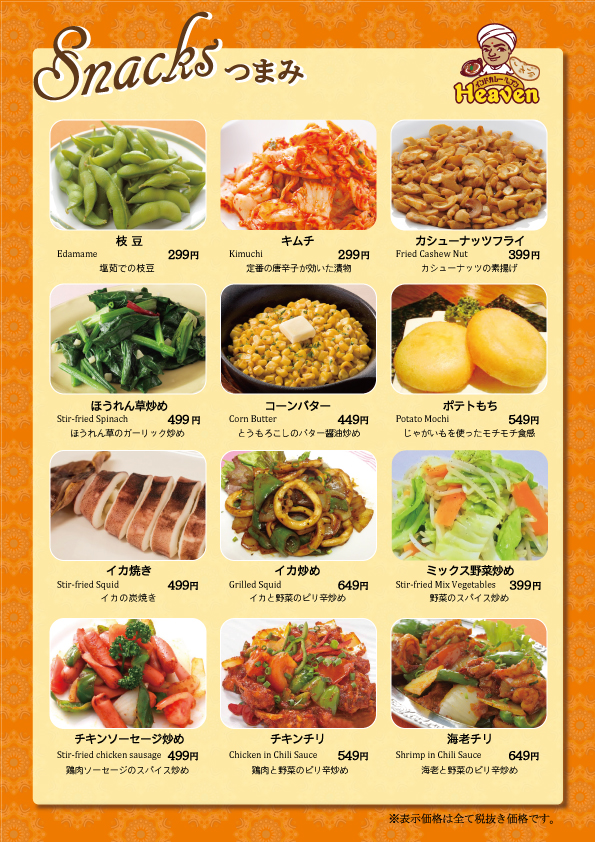 Snacks つまみ
インドカレー ヘブン
Heaven
枝豆
Edamame 299円
塩茹での枝豆
キムチ
Kimuchi 299円
定番の唐辛子が効いた漬物
カシューナッツフライ
Fried Cashew Nut 399円
カシューナッツの素揚げ
ほうれん草炒め
Stir-fried Spinach 499円
ほうれん草のガーリック炒め
コーンバター
Corn Butter 449円
とうもろこしのバター醤油炒め
ポテトもち
Potato Mochi 549円
じゃがいもを使ったモチモチ食感
イカ焼き
Stir-fried Squid 499円
イカの炭焼き
イカ炒め
Grilled Squid 649円
イカと野菜のピリ辛炒め
ミックス野菜炒め
Stir-fried Mix Vegetables 399円
野菜のスパイス炒め
チキンソーセージ炒め
Stir-fried chicken sausage 499円
鶏肉ソーセージのスパイス炒め
チキンチリ
Chicken in Chili Sauce 549円
鶏肉と野菜のピリ辛炒め
海老チリ
Shrimp in Chili Sauce 649円
海老と野菜のピリ辛炒め
※表示価格は全て税抜き価格です。